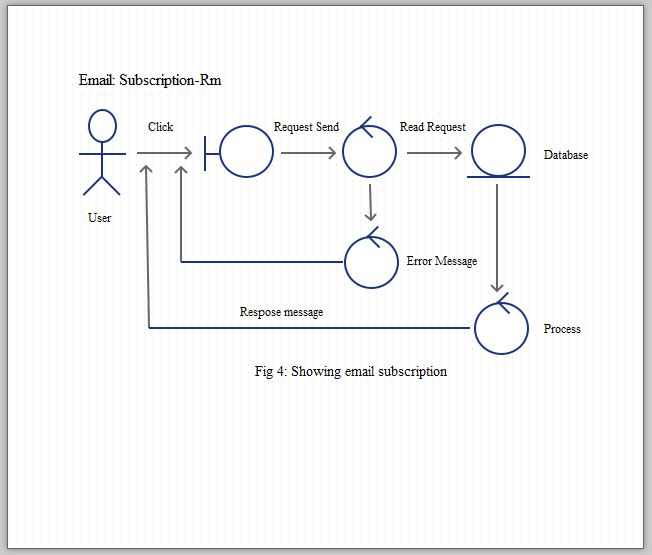 Email: Subscription-Rm
Click
Request Send
Read Request
Database
User
Error Message
Respose message
Process
Fig 4: Showing email subscription